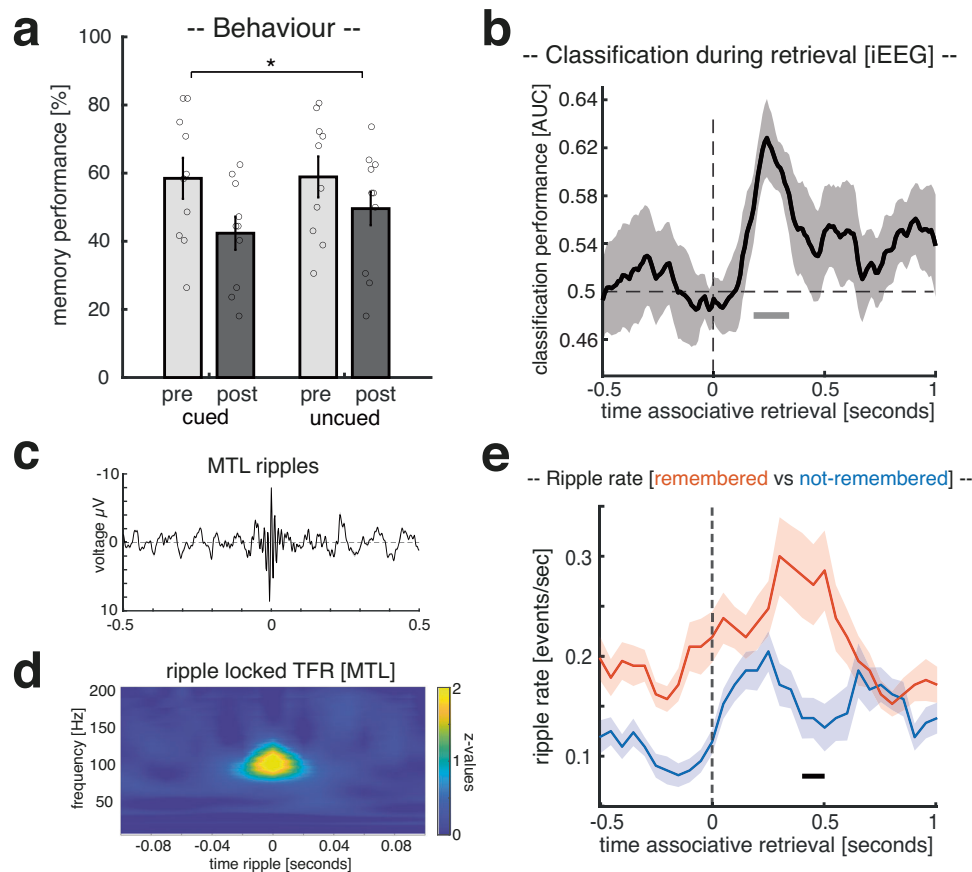 a
-- Behaviour --
*
memory performance [%]
100
80
60
40
20
0
pre post pre post
cued uncued
b
-- Classification during retrieval [iEEG] --
classification performance [AUC]
0.64
0.62
0.58
0.54
0.5
0.46
-0.5 0 0.5 1
time associative retrieval [seconds]
c
MTL ripples
voltage µV
-10
0
10
-0.5 0 0.5
d
ripple locked TFR [MTL]
frequency [Hz]
200
150
100
50
-0.08 -0.04 0 0.04 0.08
time ripple [seconds]
2
1
0
z-values
e
-- Ripple rate [remembered vs not-remembered] --
ripple rate [events/sec]
0.3
0.2
0.1
-0.5 0 0.5 1
time associative retrieval [seconds]